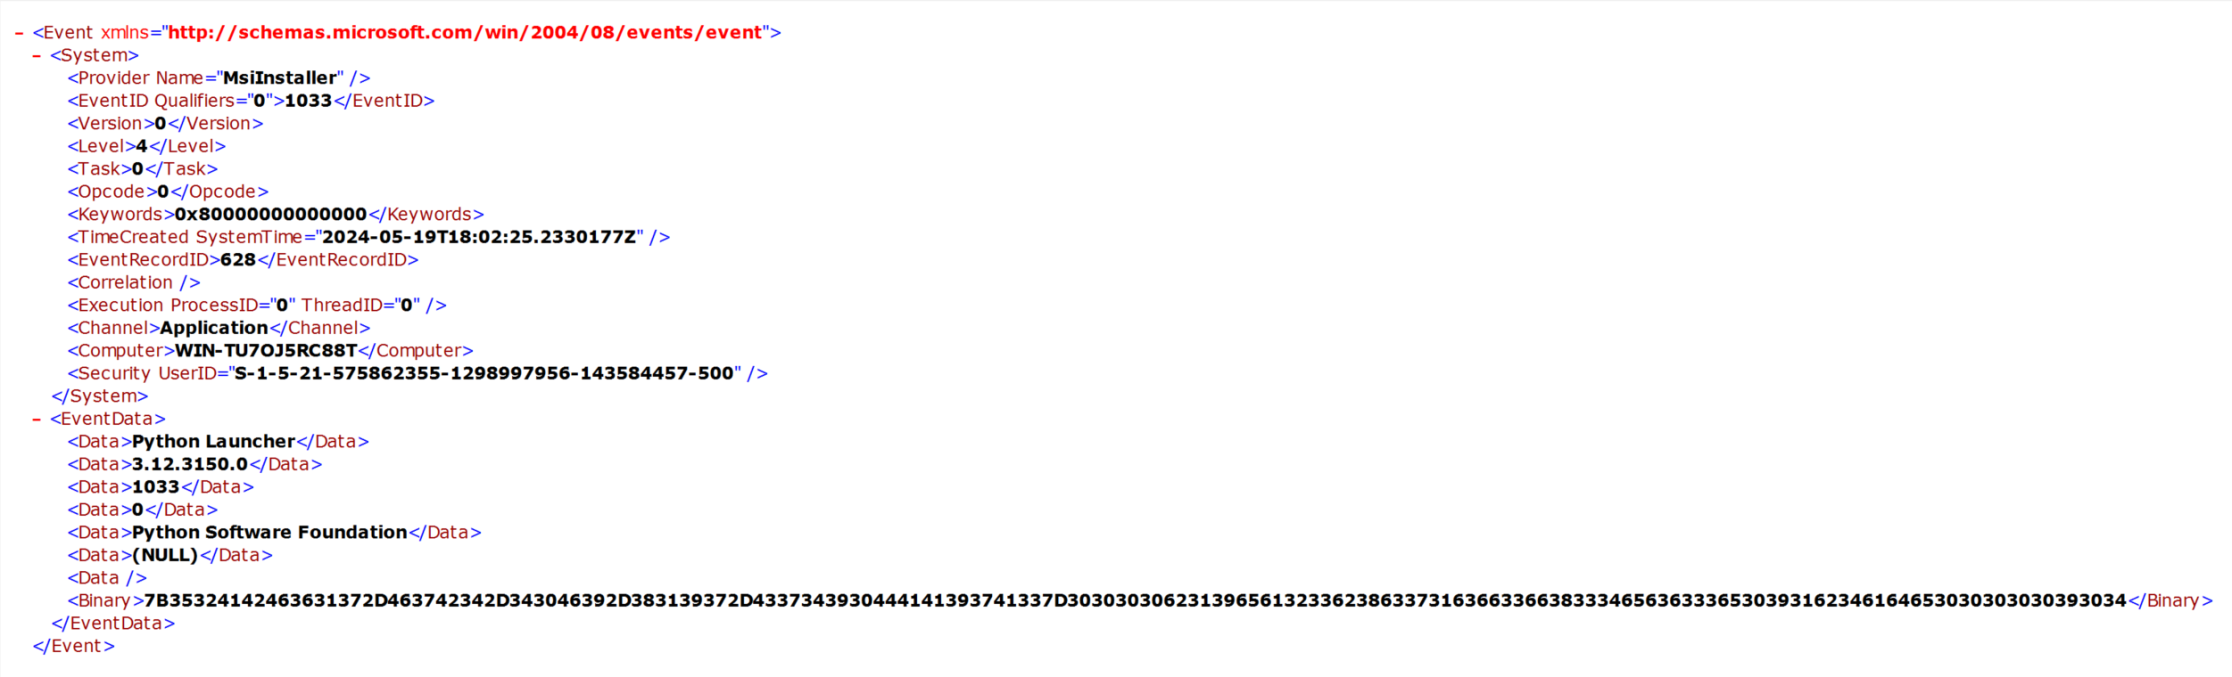 - <Event xmlns="http://schemas.microsoft.com/win/2004/08/events/event">
- <System>
<Provider Name="MsiInstaller" />
<EventID Qualifiers="0">1033</EventID>
<Version>0</Version>
<Level>4</Level>
<Task>0</Task>
<Opcode>0</Opcode>
<Keywords>0x80000000000000</Keywords>
<TimeCreated SystemTime="2024-05-19T18:02:25.2330177Z" />
<EventRecordID>628</EventRecordID>
<Correlation />
<Execution ProcessID="0" ThreadID="0" />
<Channel>Application</Channel>
<Computer>WIN-TU7OJ5RC88T</Computer>
<Security UserID="S-1-5-21-575862355-1298997956-143584457-500" />
</System>
- <EventData>
<Data>Python Launcher</Data>
<Data>3.12.3150.0</Data>
<Data>1033</Data>
<Data>0</Data>
<Data>Python Software Foundation</Data>
<Data>(NULL)</Data>
<Data />
<Binary>7B35324142463631372D463742342D343046392D383139372D4337343930444141393741337D3030303062313965613233623863373163663366383334656363336530393162346164653030303030393034</Binary>
</EventData>
</Event>